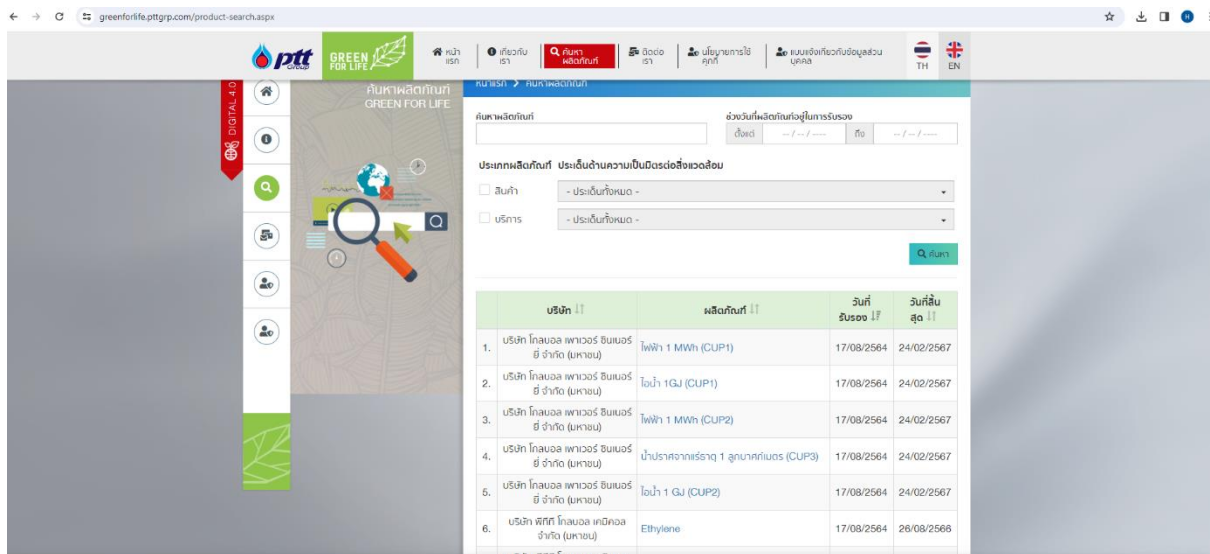 greenforlife.pttgrp.com/product-search.aspx
H
ptt
Group
GREEN
FOR LIFE
หน้า
แรก
เกี่ยวกับ
เรา
ค้นหา
ผลิตภัณฑ์
ติดต่อ
เรา
นโยบายการใช้
คุกกี้
แบบแจ้งเกี่ยวกับข้อมูลส่วน
บุคคล
TH
EN
DIGITAL 4.0
ค้นหาผลิตภัณฑ์
GREEN FOR LIFE
หน้าแรก > ค้นหาผลิตภัณฑ์
ค้นหาผลิตภัณฑ์
ช่วงวันที่ผลิตภัณฑ์อยู่ในการรับรอง
ตั้งแต่ -- / -- / ---- ถึง -- / -- / ----
ประเภทผลิตภัณฑ์ ประเด็นด้านความเป็นมิตรต่อสิ่งแวดล้อม
สินค้า - ประเด็นทั้งหมด -
บริการ - ประเด็นทั้งหมด -
ค้นหา
บริษัท ผลิตภัณฑ์ วันที่
รับรอง วันที่สิ้น
สุด
1. บริษัท โกลบอล เพาเวอร์ ซินเนอร์
ยี่ จำกัด (มหาชน) ไฟฟ้า 1 MWh (CUP1) 17/08/2564 24/02/2567
2. บริษัท โกลบอล เพาเวอร์ ซินเนอร์
ยี่ จำกัด (มหาชน) ไอน้ำ 1GJ (CUP1) 17/08/2564 24/02/2567
3. บริษัท โกลบอล เพาเวอร์ ซินเนอร์
ยี่ จำกัด (มหาชน) ไฟฟ้า 1 MWh (CUP2) 17/08/2564 24/02/2567
4. บริษัท โกลบอล เพาเวอร์ ซินเนอร์
ยี่ จำกัด (มหาชน) น้ำปราศจากแร่ธาตุ 1 ลูกบาศก์เมตร (CUP3) 17/08/2564 24/02/2567
5. บริษัท โกลบอล เพาเวอร์ ซินเนอร์
ยี่ จำกัด (มหาชน) ไอน้ำ 1 GJ (CUP2) 17/08/2564 24/02/2567
6. บริษัท พีทีที โกลบอล เคมิคอล
จำกัด (มหาชน) Ethylene 17/08/2564 26/08/2566